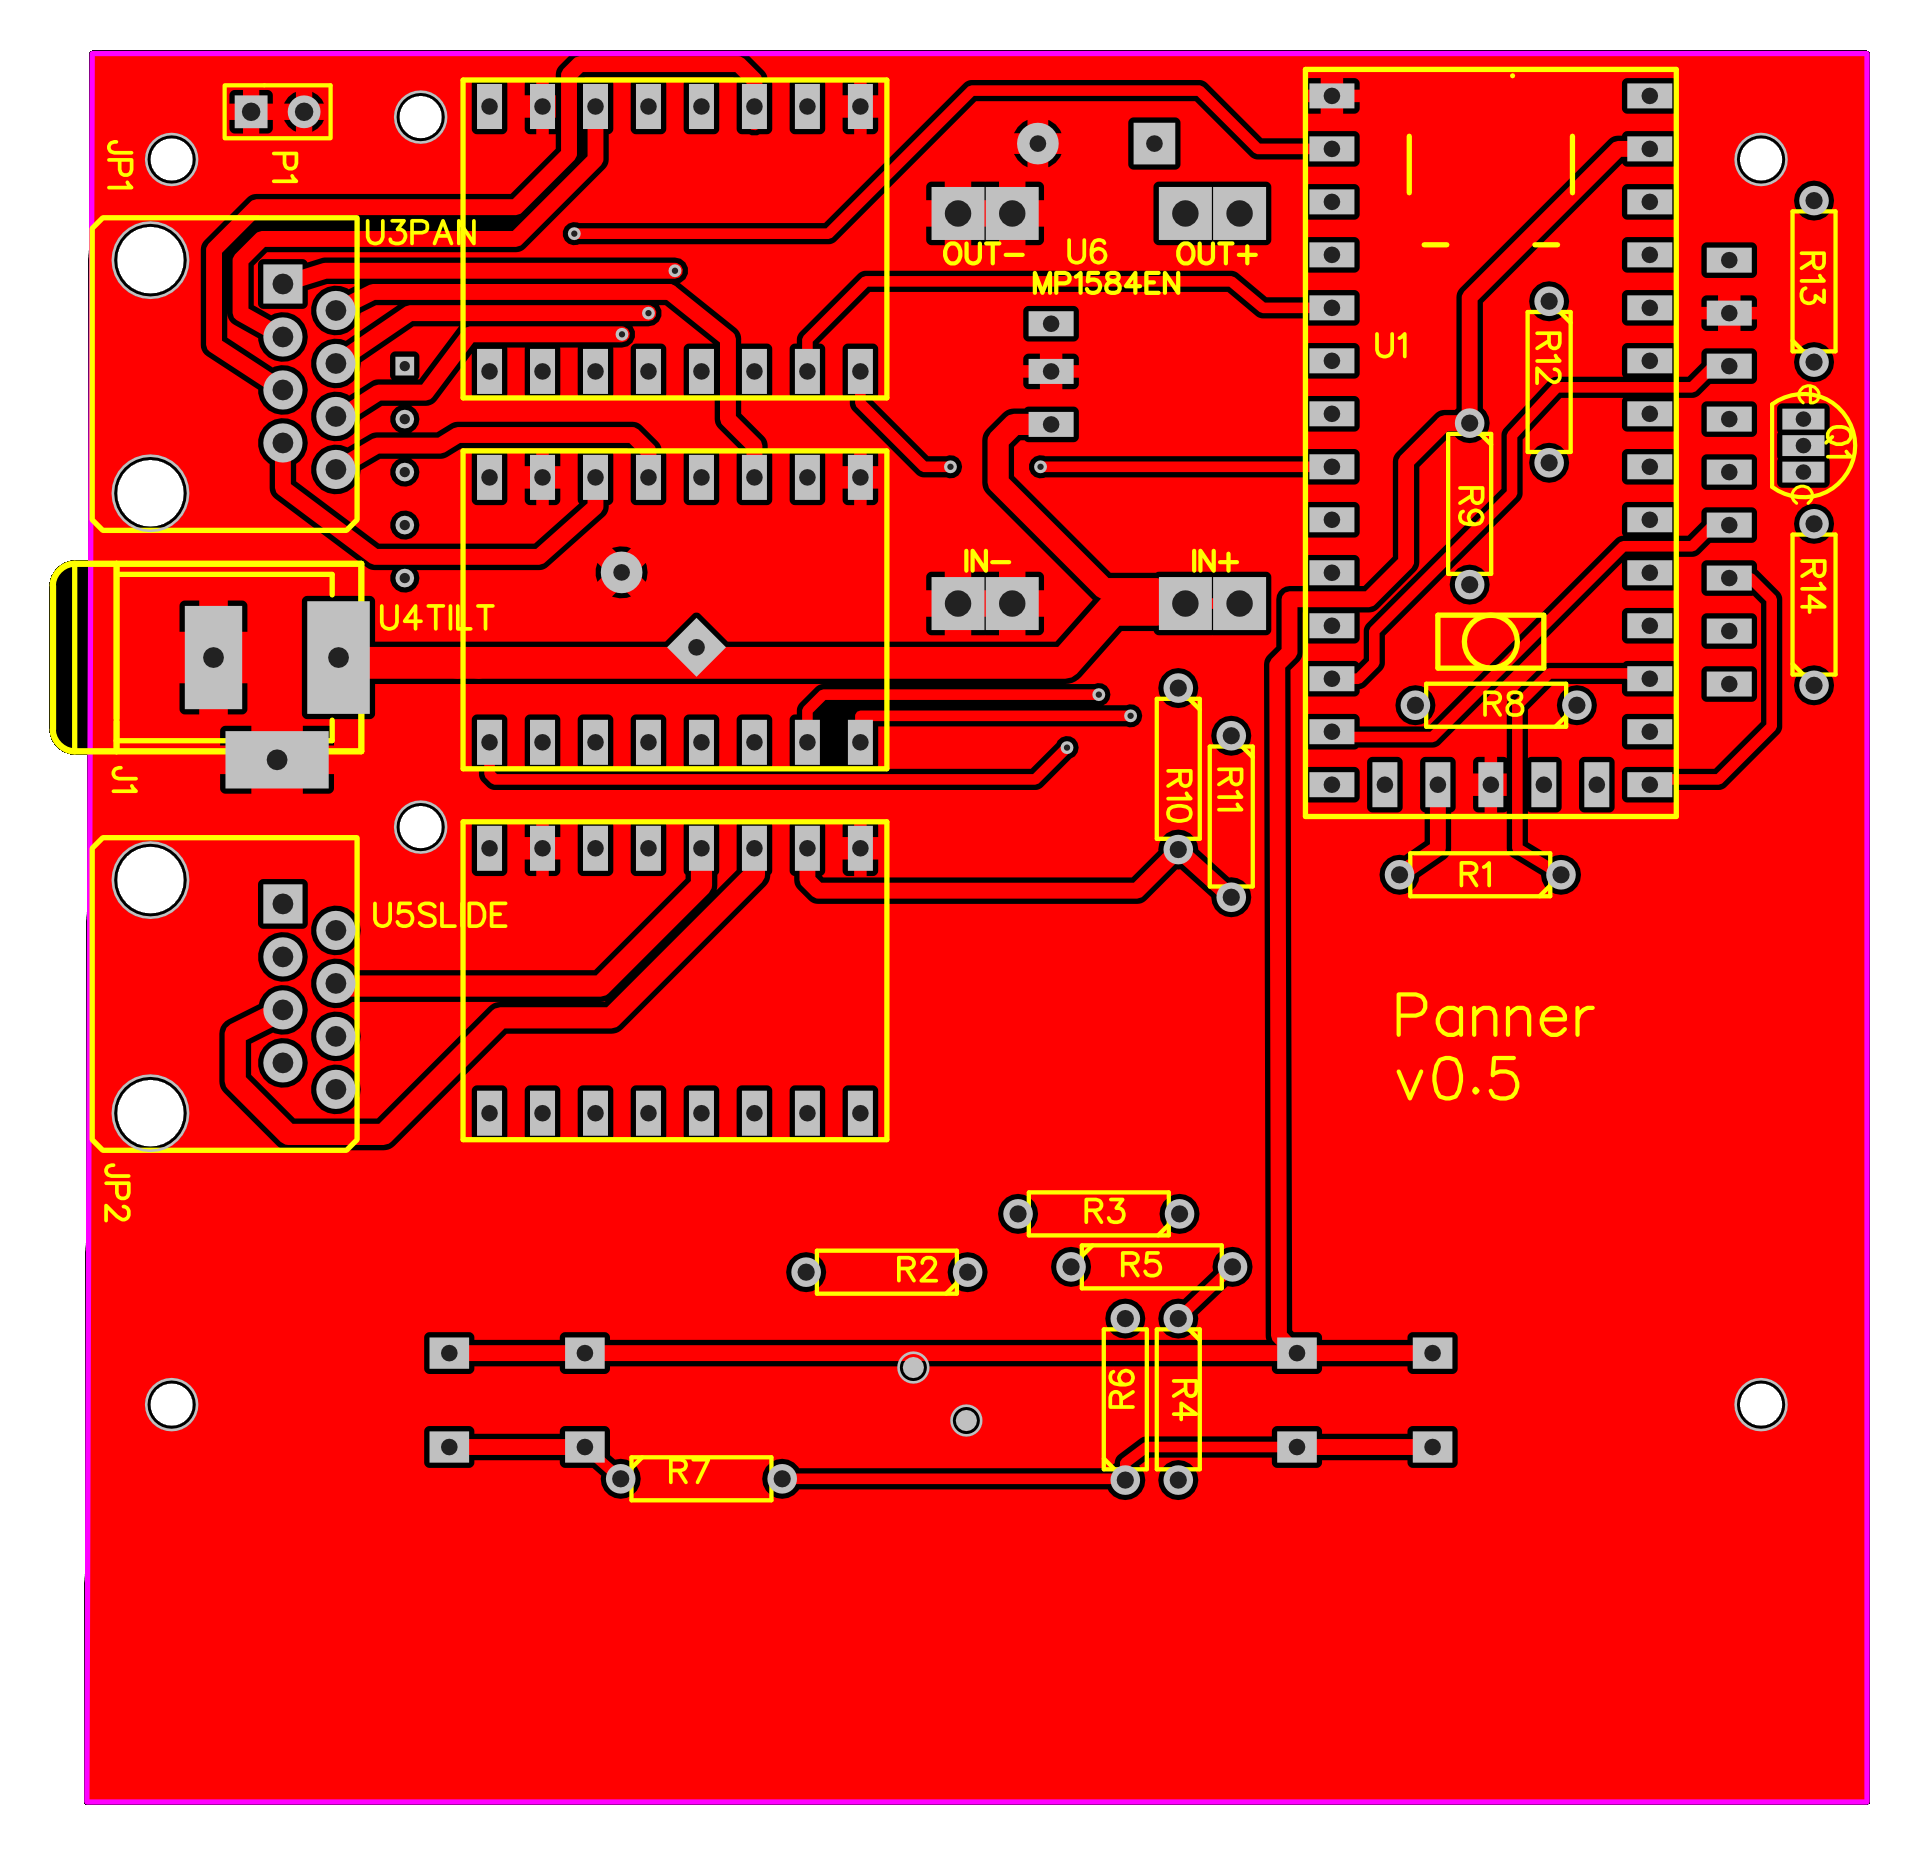 JP1
P1
U3PAN
OUT-
U6
OUT+
MP1584EN
R13
U1
R12
e
Q1
c
R9
IN-
IN+
R14
U4TILT
R8
J1
R10
R11
R1
U5SLIDE
Panner
v0.5
JP2
R3
R2
R5
R6
R4
R7